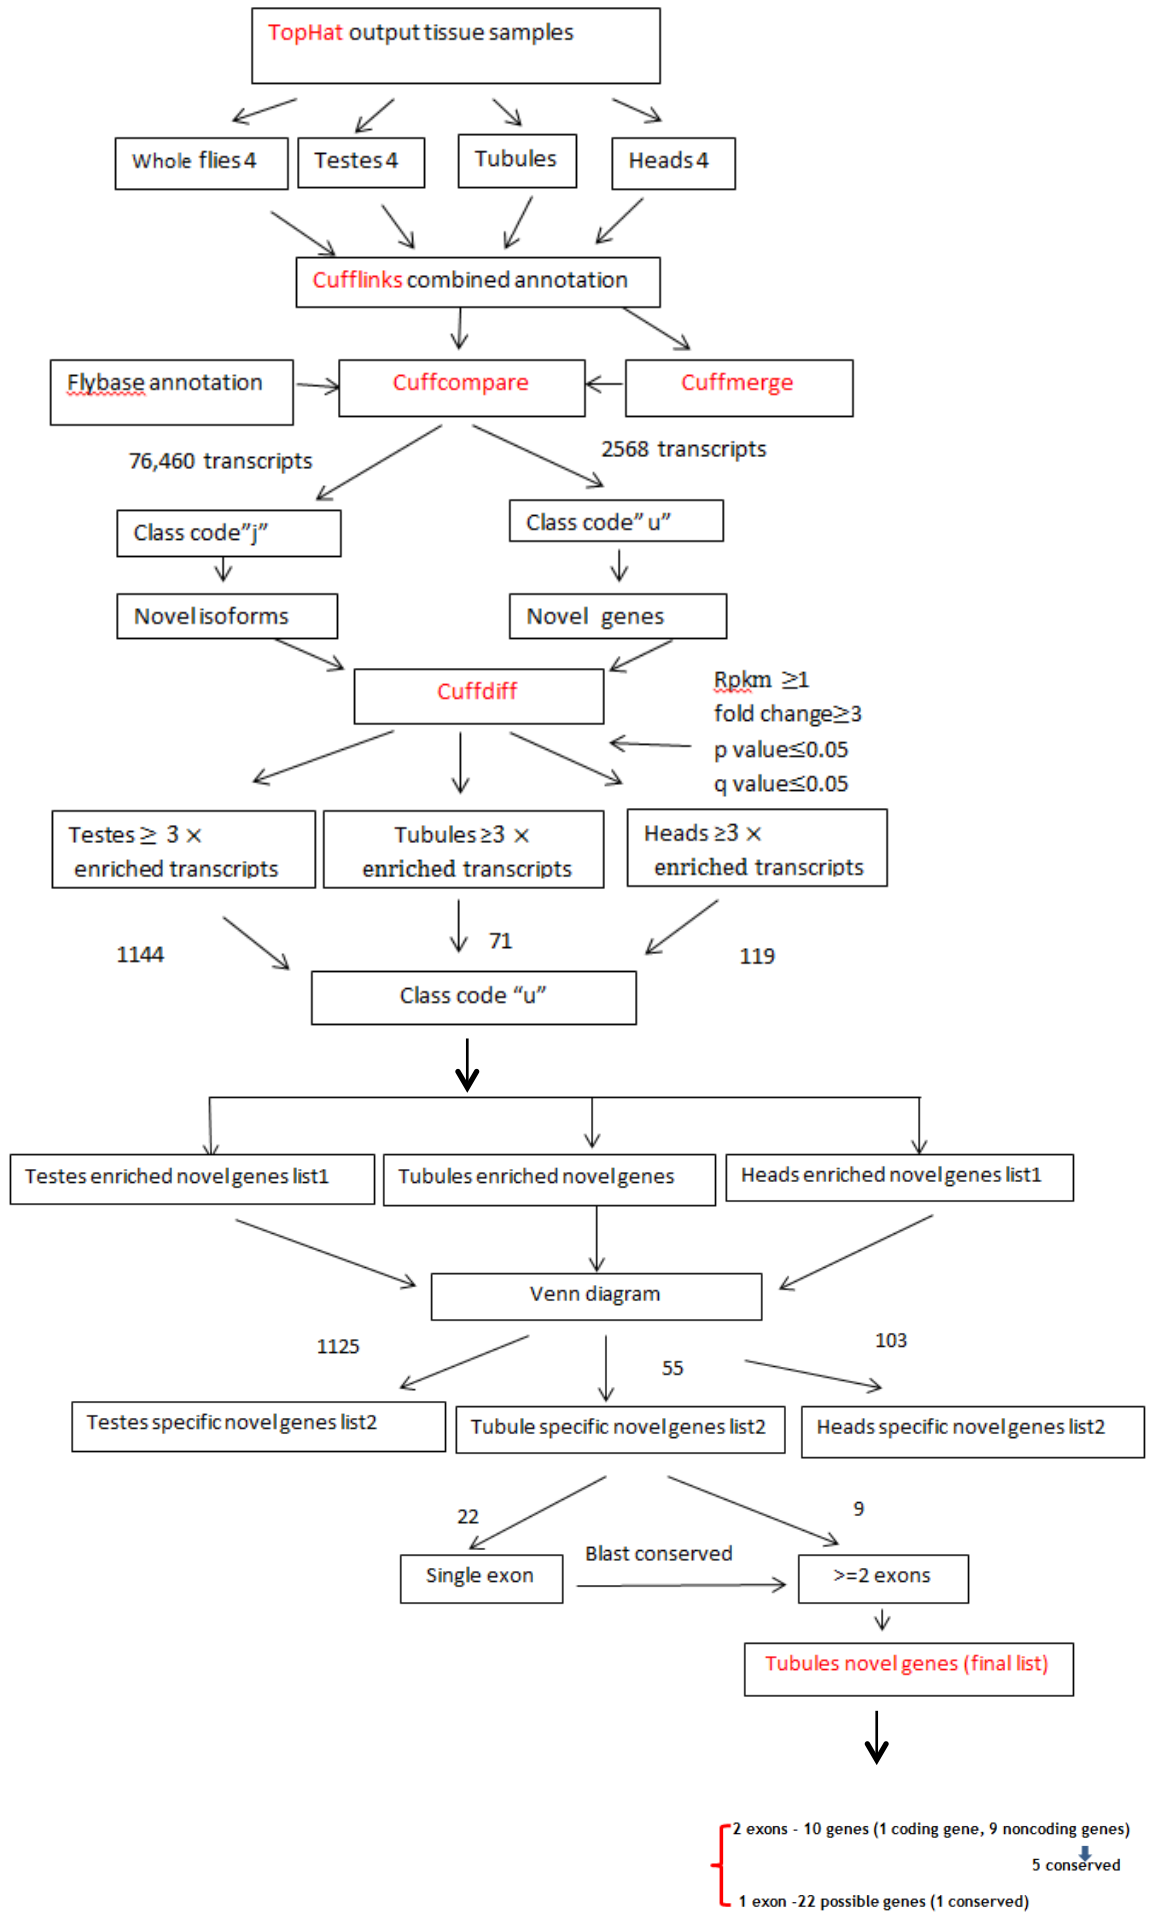 TopHat output tissue samples
Whole flies 4
Testes 4
Tubules
Heads 4
Cufflinks combined annotation
Flybase annotation
Cuffcompare
Cuffmerge
76,460 transcripts
2568 transcripts
Class code"j"
Class code" u"
Novel isoforms
Novel genes
Cuffdiff
Rpkm ≥1
fold change≥3
p value≤0.05
q value≤0.05
Testes ≥ 3 ×
enriched transcripts
Tubules ≥3 ×
enriched transcripts
Heads ≥3 ×
enriched transcripts
1144
71
119
Class code "u"
Testes enriched novel genes list1
Tubules enriched novel genes
Heads enriched novel genes list1
Venn diagram
1125
55
103
Testes specific novel genes list2
Tubule specific novel genes list2
Heads specific novel genes list2
22
9
Blast conserved
Single exon
>=2 exons
Tubules novel genes (final list)
2 exons - 10 genes (1 coding gene, 9 noncoding genes)
5 conserved
1 exon -22 possible genes (1 conserved)